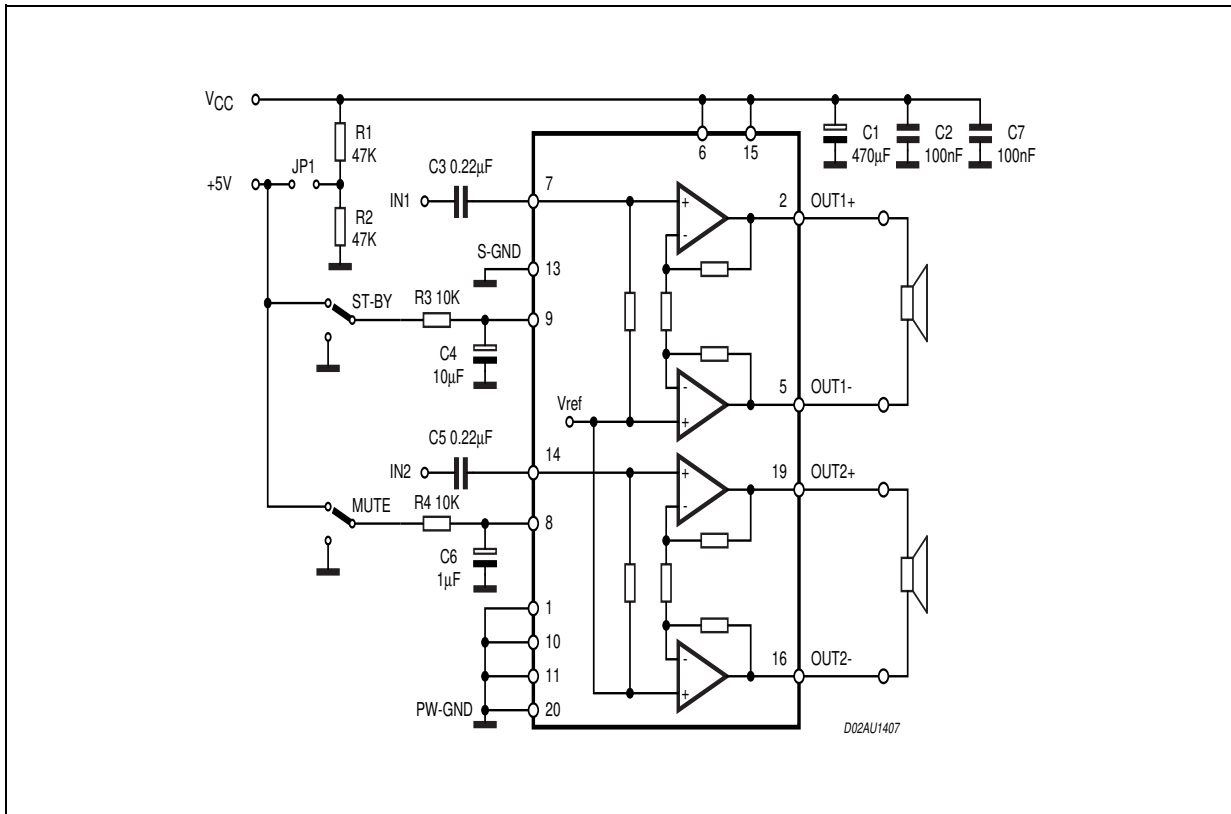 VCC
R1
47K
+5V
JP1
R2
47K
C3 0.22μF
IN1
7
S-GND
13
ST-BY
R3 10K
9
C4
10μF
Vref
C5 0.22μF
14
IN2
MUTE
R4 10K
8
C6
1μF
1
10
11
PW-GND
20
6
15
C1
470μF
C2
100nF
C7
100nF
+
-
2
OUT1+
-
+
5
OUT1-
+
-
19
OUT2+
-
+
16
OUT2-
D02AU1407